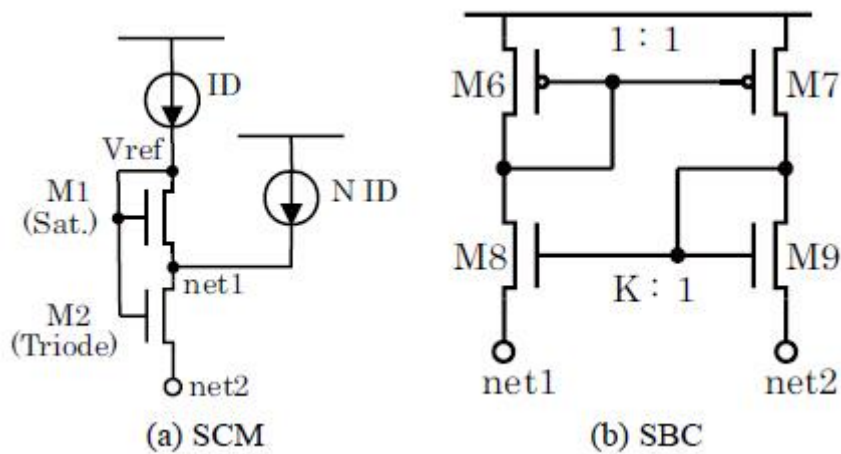 ID
Vref
M1
(Sat.)
N ID
net1
M2
(Triode)
net2
(a) SCM
1 : 1
M6
M7
M8
M9
K : 1
net1
net2
(b) SBC